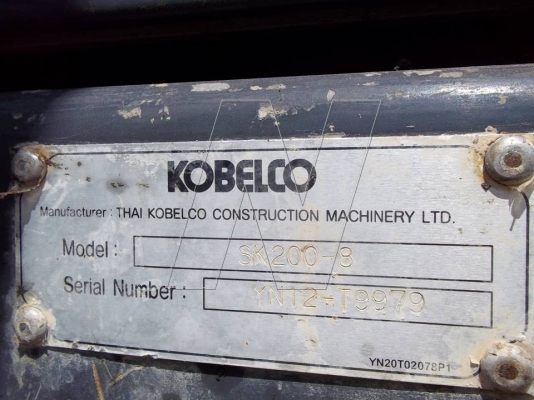 KOBELCO
Manufacturer : THAI KOBELCO CONSTRUCTION MACHINERY LTD.
Model : SK200-8
Serial Number : YN12-T9979
YN20T02078P1